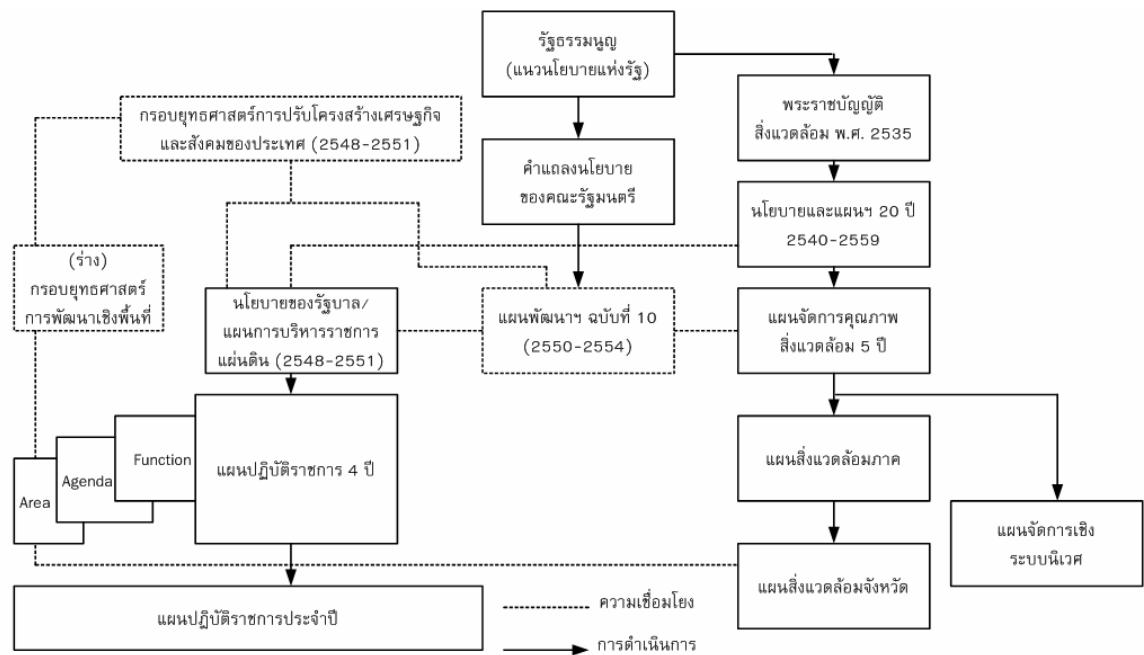 รัฐธรรมนูญ
(แนวนโยบายแห่งรัฐ)
พระราชบัญญัติ
สิ่งแวดล้อม พ.ศ. 2535
กรอบยุทธศาสตร์การปรับโครงสร้างเศรษฐกิจ
และสังคมของประเทศ (2548-2551)
คำแถลงนโยบาย
ของคณะรัฐมนตรี
นโยบายและแผนฯ 20 ปี
2540-2559
(ร่าง)
กรอบยุทธศาสตร์
การพัฒนาเชิงพื้นที่
นโยบายของรัฐบาล/
แผนการบริหารราชการ
แผ่นดิน (2548-2551)
แผนพัฒนาฯ ฉบับที่ 10
(2550-2554)
แผนจัดการคุณภาพ
สิ่งแวดล้อม 5 ปี
Area
Agenda
Function
แผนปฏิบัติราชการ 4 ปี
แผนสิ่งแวดล้อมภาค
แผนจัดการเชิง
ระบบนิเวศ
แผนสิ่งแวดล้อมจังหวัด
แผนปฏิบัติราชการประจำปี
ความเชื่อมโยง
การดำเนินการ